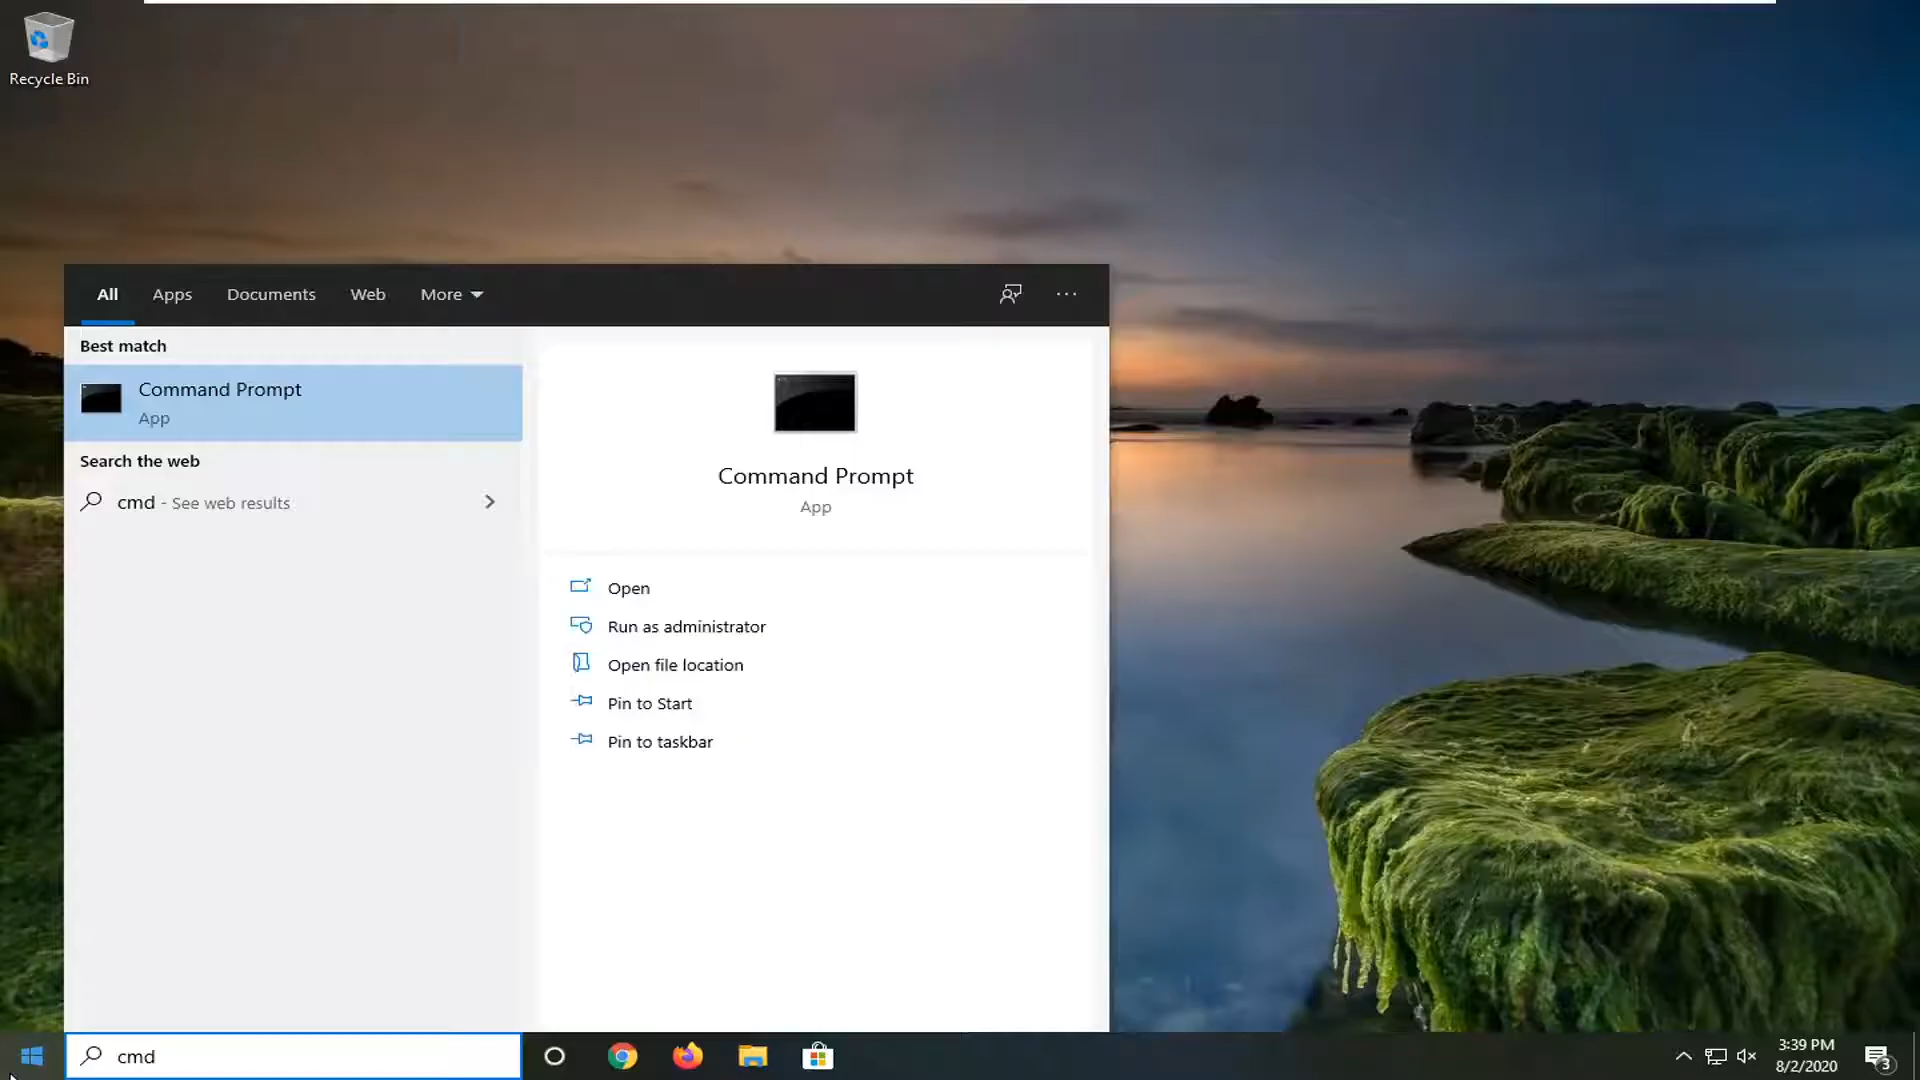 Recycle Bin
All Apps Documents Web More
Best match
Command Prompt
App
Search the web
cmd - See web results
Command Prompt
App
Open
Run as administrator
Open file location
Pin to Start
Pin to taskbar
cmd
3:39 PM
8/2/2020
3